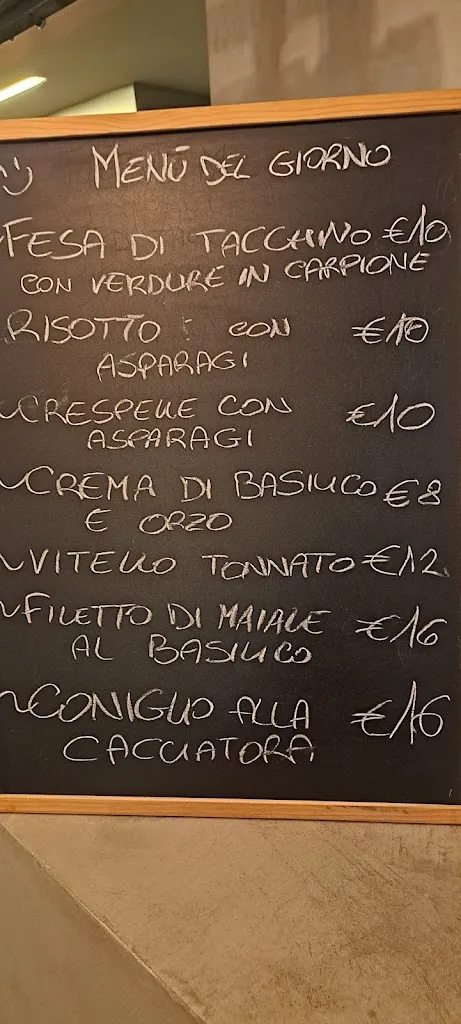 MENÙ DEL GIORNO
FESA DI TACCHINO €10
CON VERDURE IN CARPIONE
RISOTTO CON €10
ASPARAGI
~CRESPELLE CON €10
ASPARAGI
~CREMA DI BASILICO €8
E ORZO
~VITELLO TONNATO €12
~FILETTO DI MAIALE €16
AL BASILICO
~CONIGLIO ALLA €16
CACCIATORA